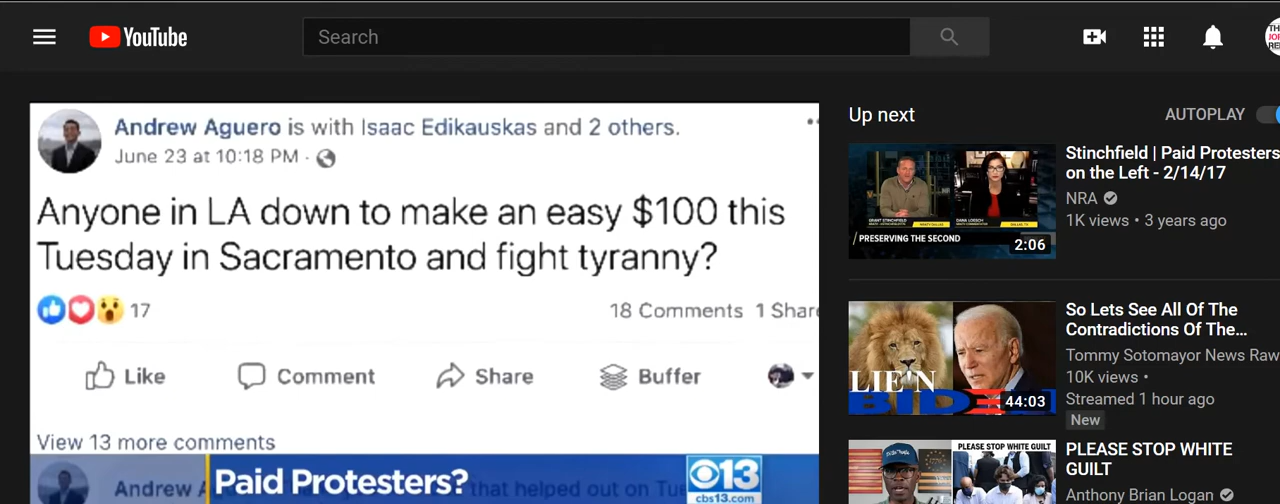 YouTube
Search
Andrew Aguero is with Isaac Edikauskas and 2 others.
June 23 at 10:18 PM ·
Anyone in LA down to make an easy $100 this
Tuesday in Sacramento and fight tyranny?
17
18 Comments 1 Share
Like Comment Share Buffer
View 13 more comments
Andrew A that helped out on Tue
Paid Protesters?
CBS 13
cbs13.com
Up next
AUTOPLAY
PRESERVING THE SECOND
2:06
Stinchfield | Paid Protesters
on the Left - 2/14/17
NRA
1K views • 3 years ago
LIE'N
BIDEN
44:03
So Lets See All Of The
Contradictions Of The...
Tommy Sotomayor News Raw
10K views •
Streamed 1 hour ago
New
PLEASE STOP WHITE GUILT
PLEASE STOP WHITE
GUILT
Anthony Brian Logan